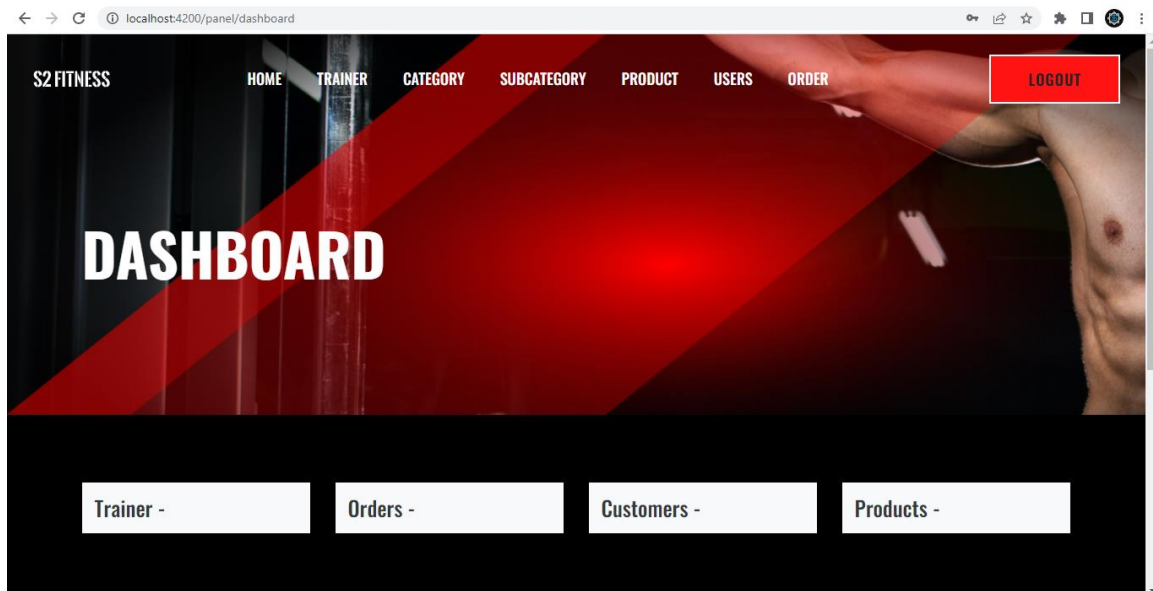 localhost:4200/panel/dashboard
S2 FITNESS HOME TRAINER CATEGORY SUBCATEGORY PRODUCT USERS ORDER LOGOUT
DASHBOARD
Trainer - Orders - Customers - Products -